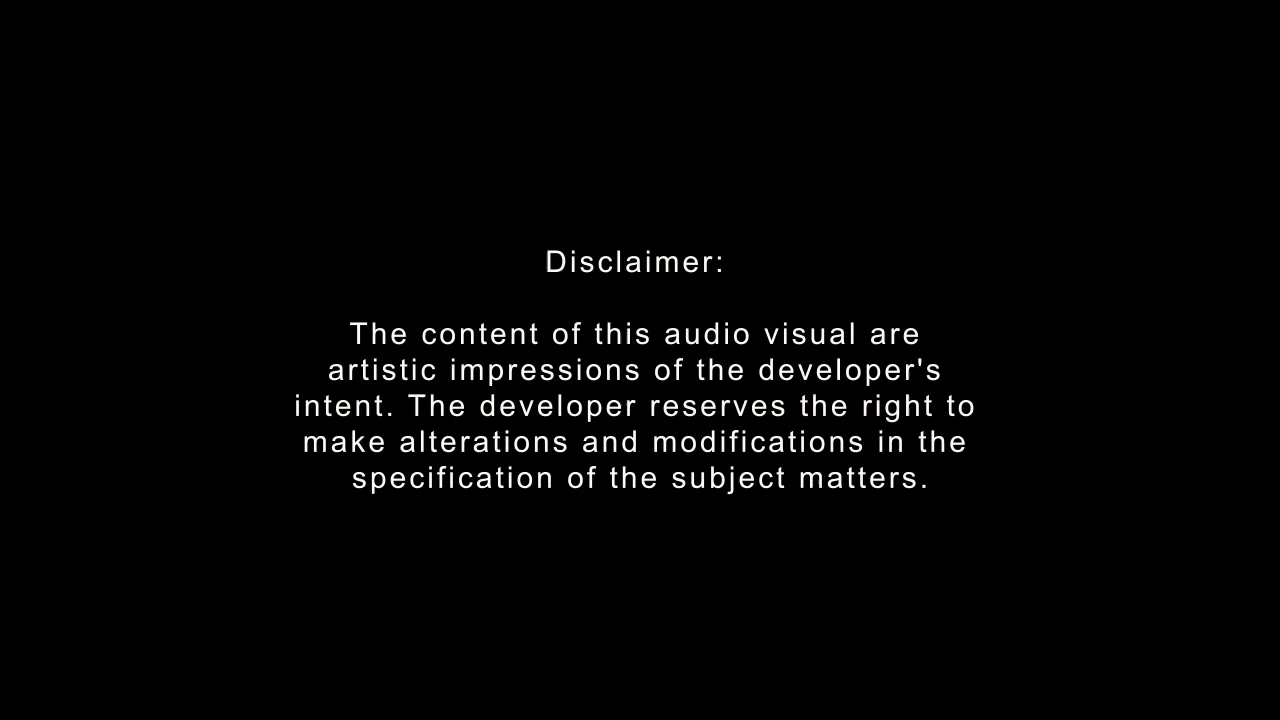 Disclaimer:
The content of this audio visual are
artistic impressions of the developer's
intent. The developer reserves the right to
make alterations and modifications in the
specification of the subject matters.